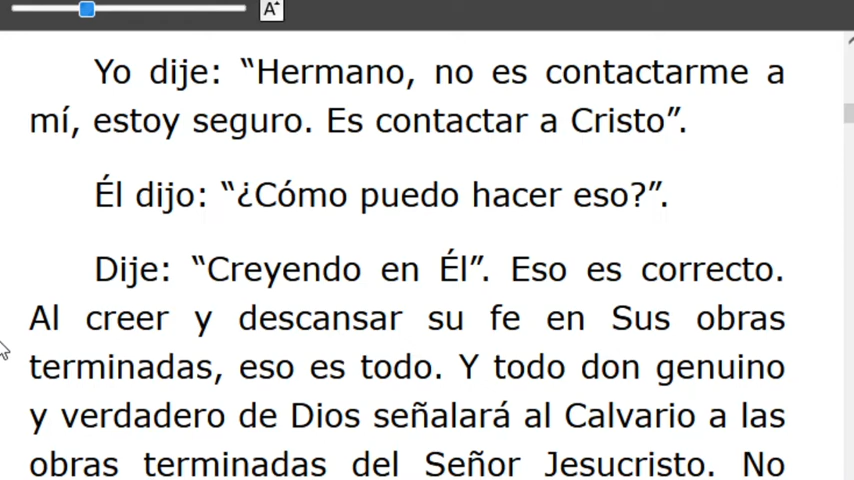 A
Yo dije: “Hermano, no es contactarme a
mí, estoy seguro. Es contactar a Cristo”.
Él dijo: “¿Cómo puedo hacer eso?”.
Dije: “Creyendo en Él”. Eso es correcto.
Al creer y descansar su fe en Sus obras
terminadas, eso es todo. Y todo don genuino
y verdadero de Dios señalará al Calvario a las
obras terminadas del Señor Jesucristo. No